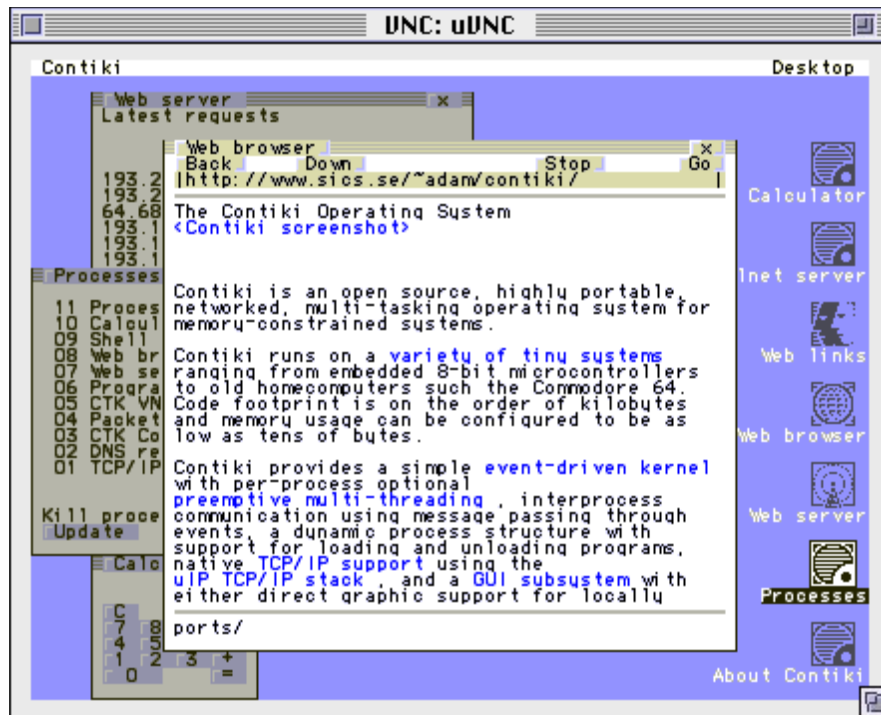 VNC: uVNC
Contiki Desktop
Web server x
Latest requests
Web browser x
Back Down Stop Go
http://www.sics.se/~adam/contiki/
193.2
193.2
64.68
193.1
193.1
193.1
The Contiki Operating System
<Contiki screenshot>
Contiki is an open source, highly portable,
networked, multi-tasking operating system for
memory-constrained systems.
Contiki runs on a variety of tiny systems
ranging from embedded 8-bit microcontrollers
to old homecomputers such the Commodore 64.
Code footprint is on the order of kilobytes
and memory usage can be configured to be as
low as tens of bytes.
Contiki provides a simple event-driven kernel
with per-process optional
preemptive multi-threading , interprocess
communication using message passing through
events, a dynamic process structure with
support for loading and unloading programs,
native TCP/IP support using the
uIP TCP/IP stack , and a GUI subsystem with
either direct graphic support for locally
ports/
Processes
11 Proces
10 Calcul
09 Shell
08 Web br
07 Web se
06 Progra
05 CTK VN
04 Packet
03 CTK Co
02 DNS re
01 TCP/IP
Kill proce
Update
Calc
C
7 8
4 5
1 2 3 +
0 =
Calculator
lnet server
Web links
Web browser
Web server
Processes
About Contiki